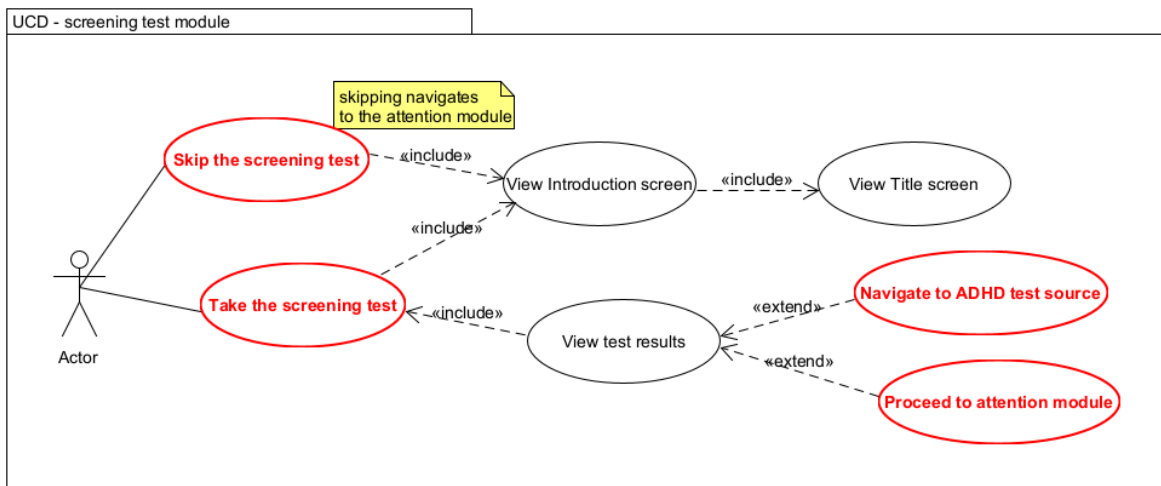 UCD - screening test module
skipping navigates
to the attention module
Skip the screening test
«include»
View Introduction screen
«include»
View Title screen
«include»
Take the screening test
«include»
View test results
«extend»
Navigate to ADHD test source
«extend»
Proceed to attention module
Actor